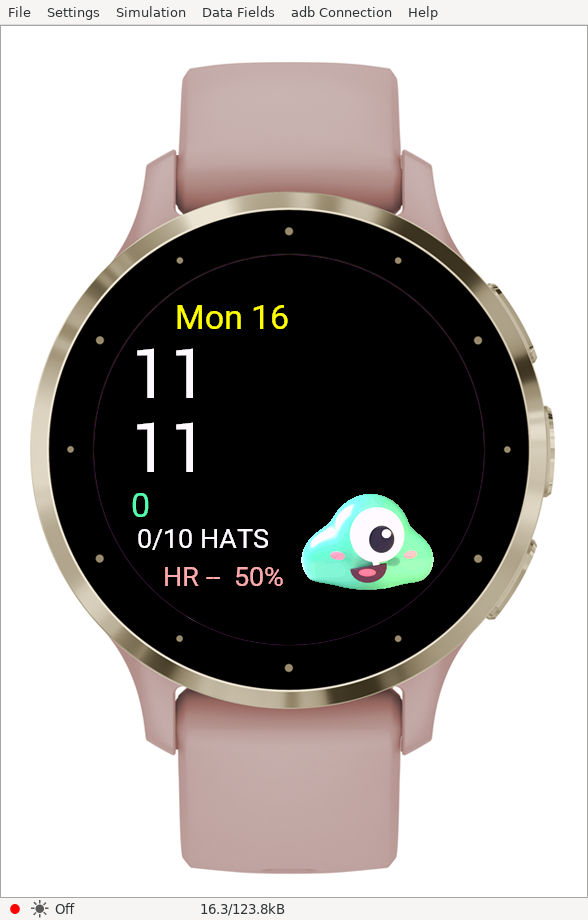 File Settings Simulation Data Fields adb Connection Help
Mon 16
11
11
0
0/10 HATS
HR -- 50%
Off 16.3/123.8kB